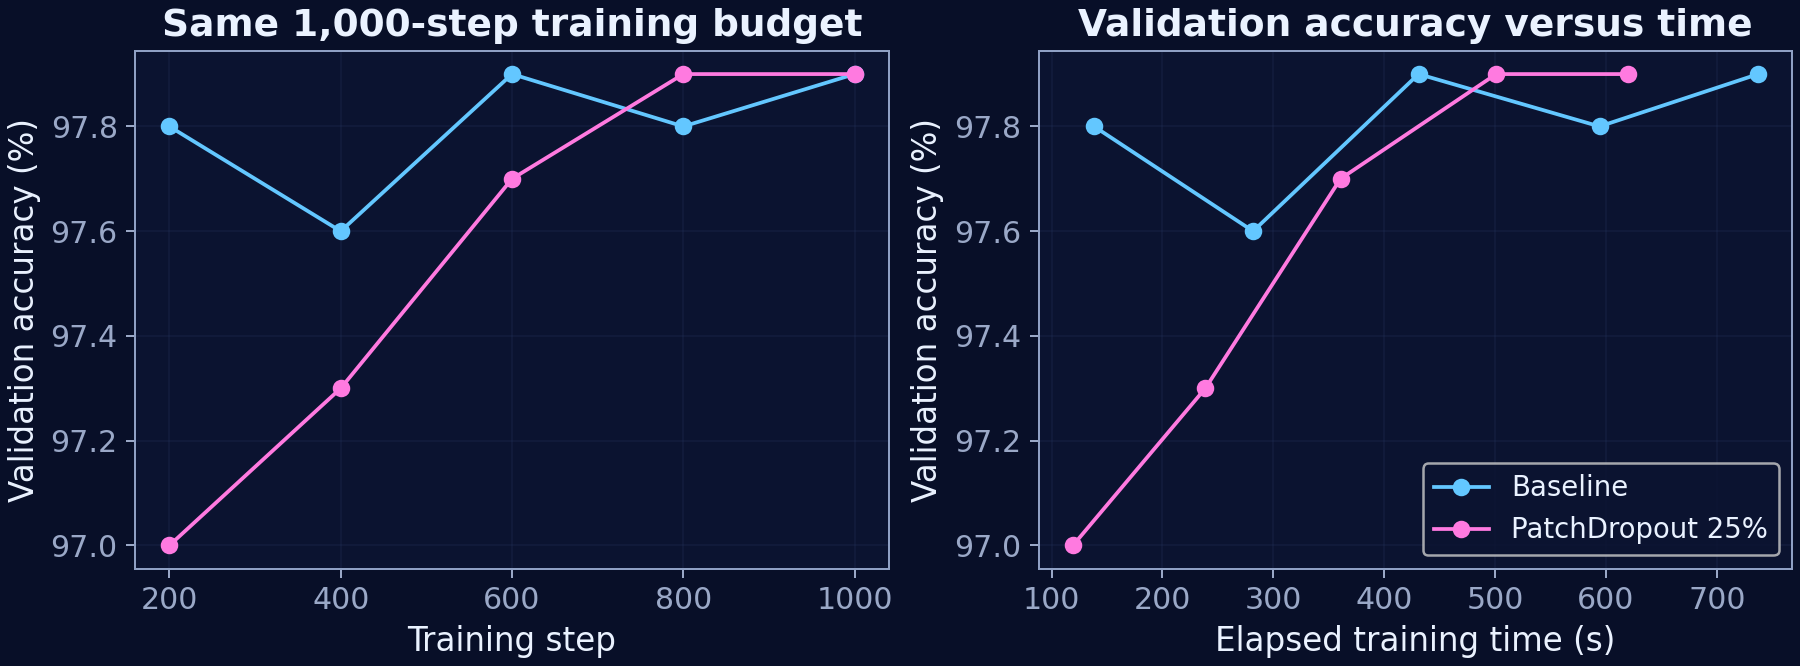 Same 1,000-step training budget
Validation accuracy (%)
97.8
97.6
97.4
97.2
97.0
200 400 600 800 1000
Training step
Validation accuracy versus time
Validation accuracy (%)
97.8
97.6
97.4
97.2
97.0
Baseline
PatchDropout 25%
100 200 300 400 500 600 700
Elapsed training time (s)